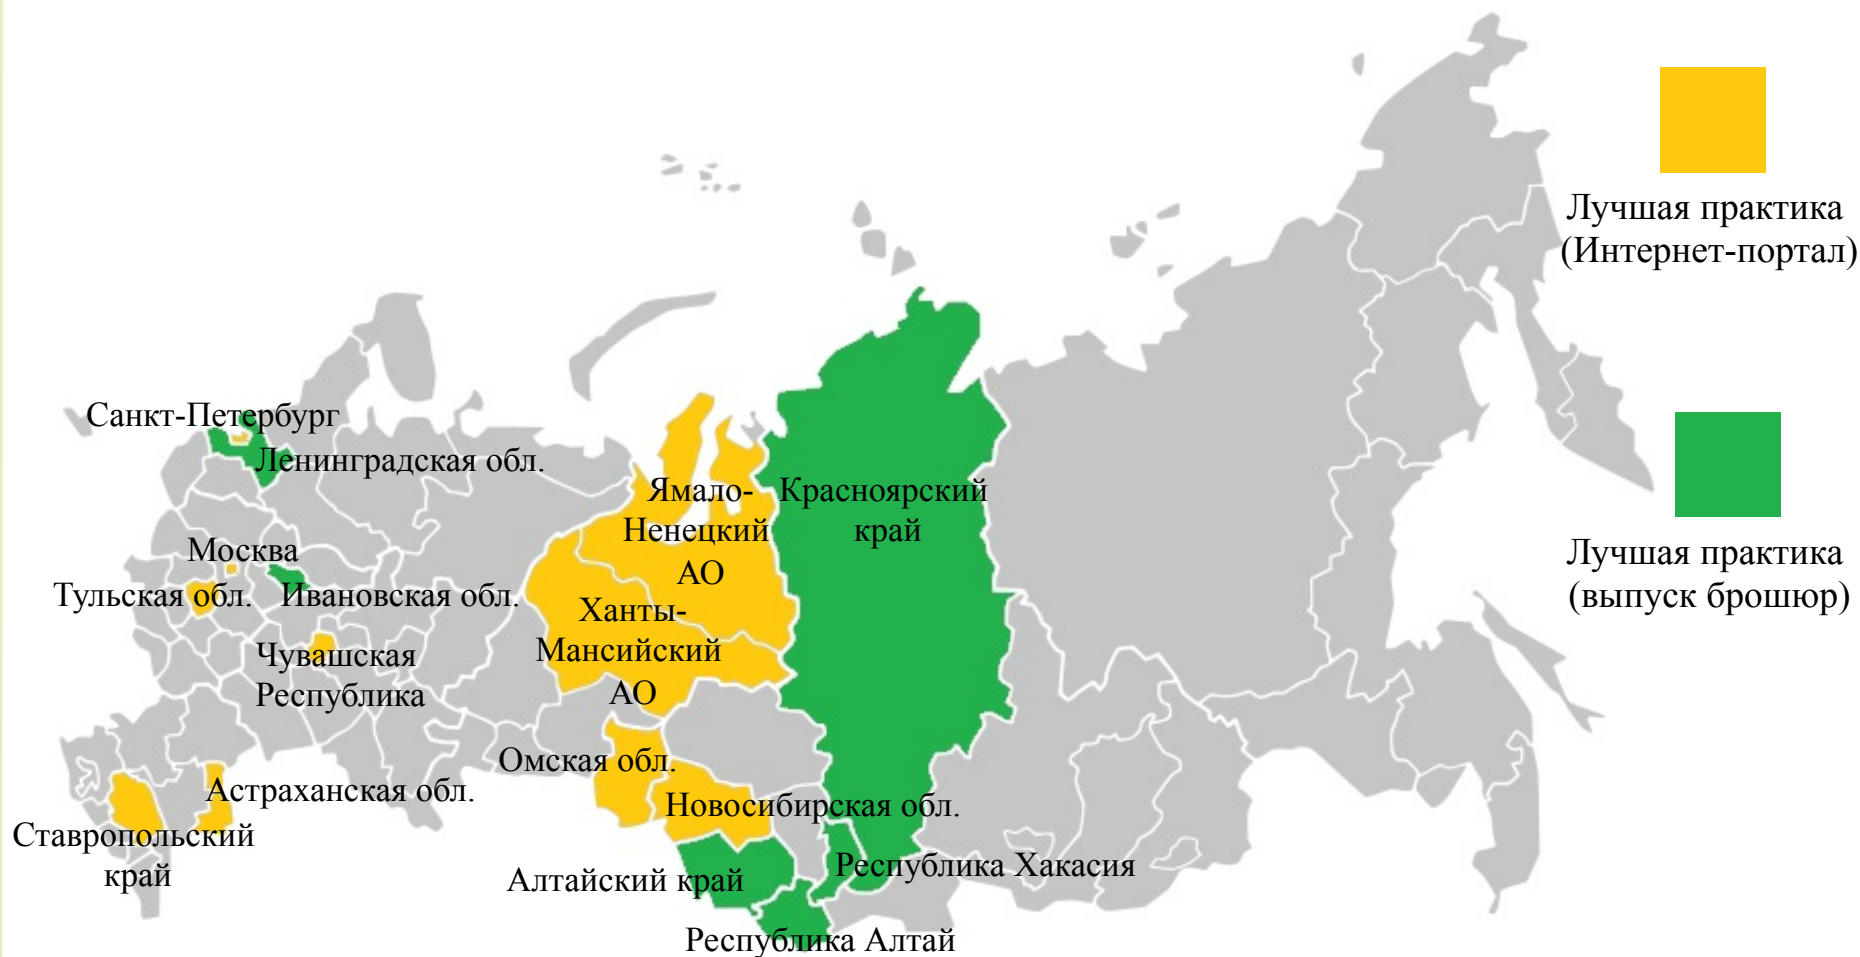 Лучшая практика
(Интернет-портал)
Санкт-Петербург
Ленинградская обл.
Ямало-
Ненецкий
АО
Красноярский
край
Москва
Лучшая практика
(выпуск брошюр)
Тульская обл.
Ивановская обл.
Ханты-
Мансийский
АО
Чувашская
Республика
Омская обл.
Астраханская обл.
Новосибирская обл.
Ставропольский
край
Республика Хакасия
Алтайский край
Республика Алтай